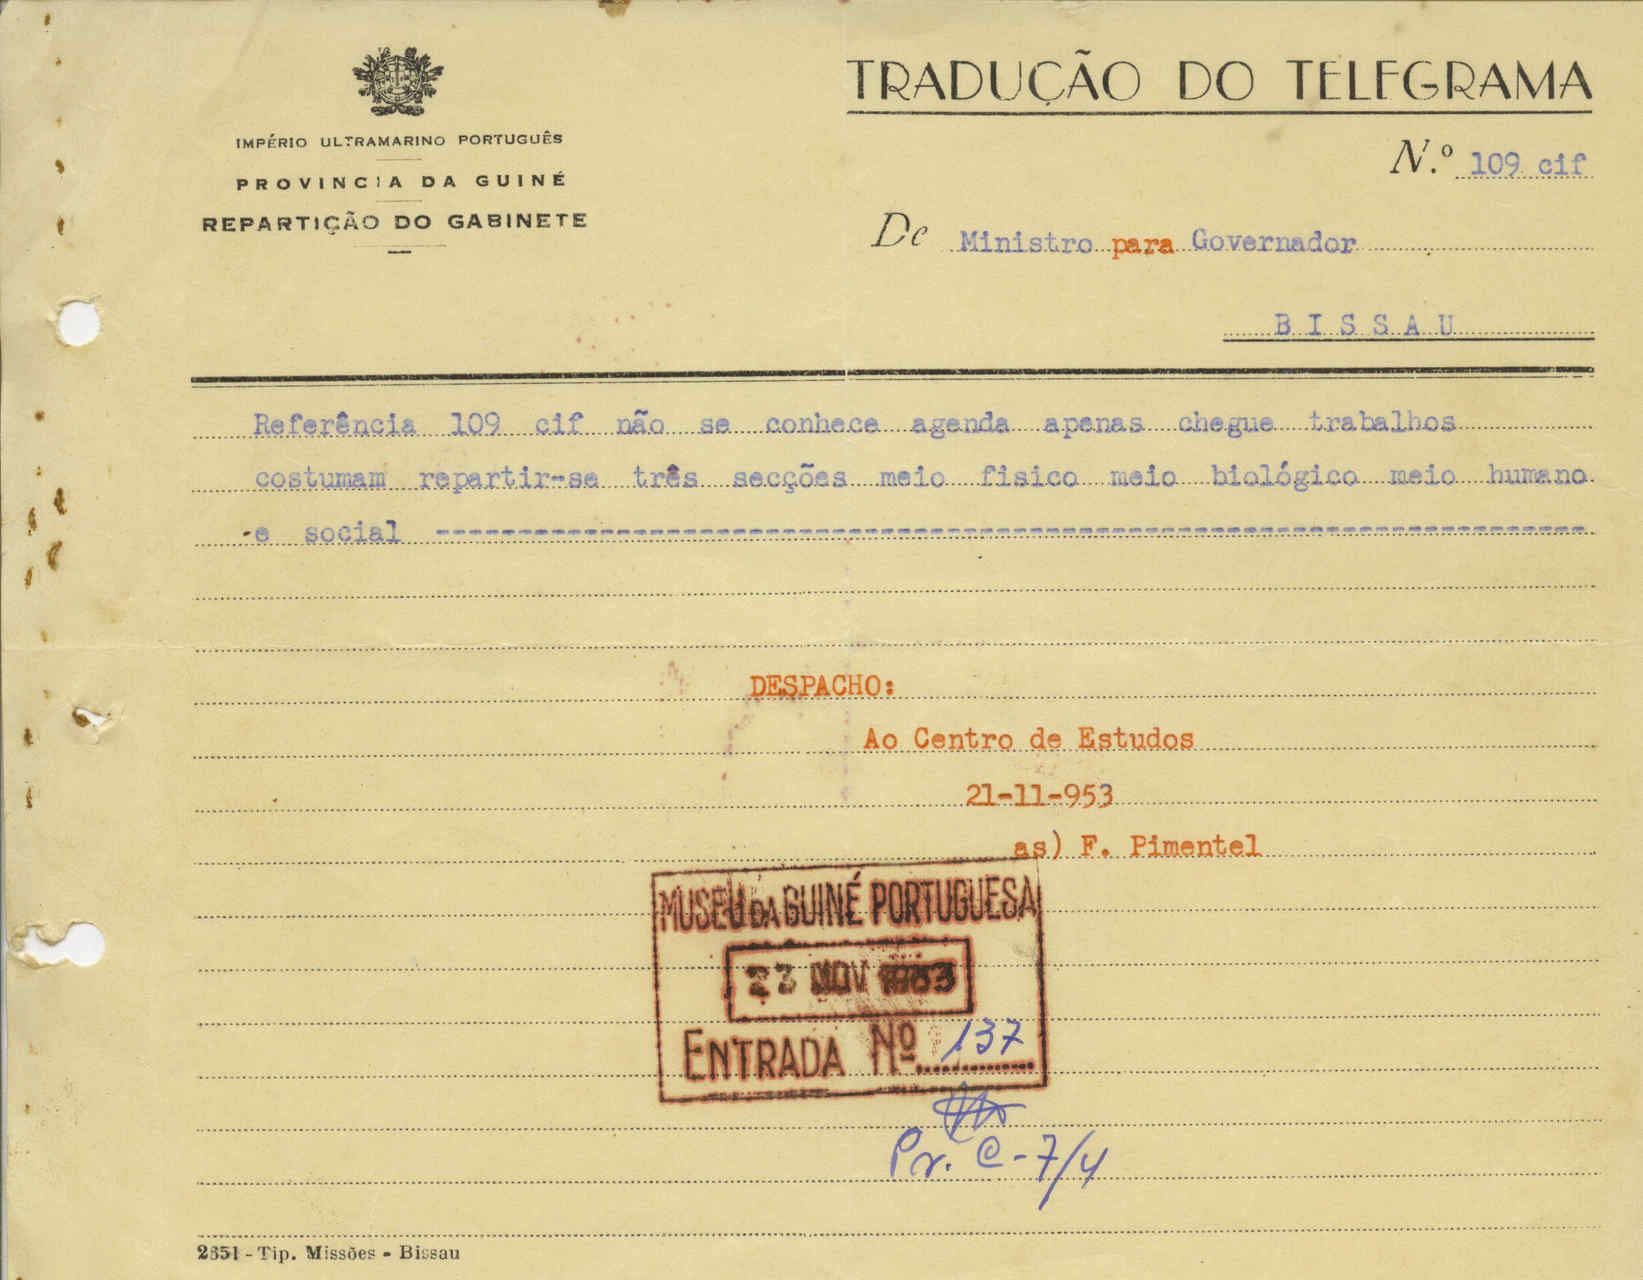 IMPÉRIO ULTRAMARINO PORTUGUÊS
PROVINCIA DA GUINÉ
REPARTIÇÃO DO GABINETE
TRADUÇÃO DO TELEGRAMA
N.º 109 cif
De Ministro para Governador
BISSAU
Referência 109 cif não se conhece agenda apenas chegue trabalhos
costumam repartir-se três secções meio fisico meio biológico meio humano
e social ----------------------------------------------------------------------
DESPACHO:
Ao Centro de Estudos
21-11-953
as) F. Pimentel
MUSEU DA GUINÉ PORTUGUESA
23 NOV 1953
ENTRADA Nº 137
Pr. C-7/4
2651 - Tip. Missões - Bissau